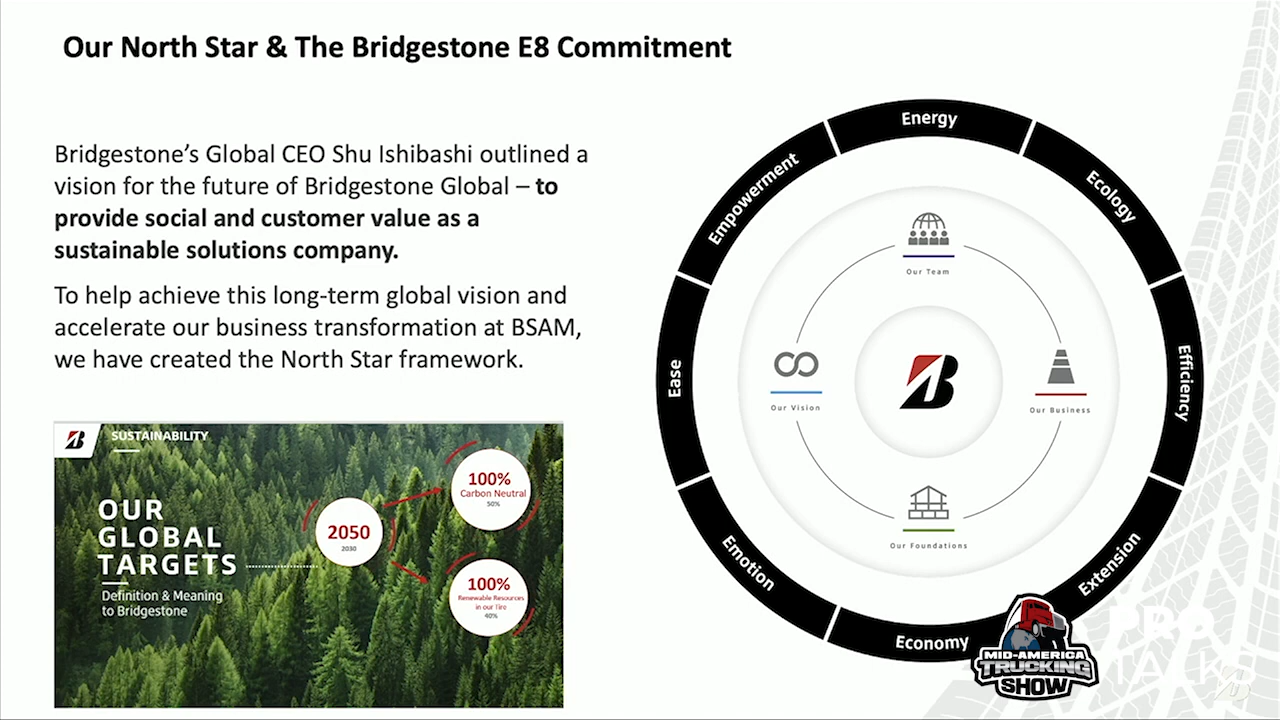 Our North Star & The Bridgestone E8 Commitment
Bridgestone’s Global CEO Shu Ishibashi outlined a
vision for the future of Bridgestone Global – to
provide social and customer value as a
sustainable solutions company.
To help achieve this long-term global vision and
accelerate our business transformation at BSAM,
we have created the North Star framework.
SUSTAINABILITY
OUR
GLOBAL
TARGETS
Definition & Meaning
to Bridgestone
2050
2030
100%
Carbon Neutral
50%
100%
Renewable Resources
in our Tire
40%
Energy
Ecology
Efficiency
Extension
Economy
Emotion
Ease
Empowerment
Our Team
Our Business
Our Foundations
Our Vision
B
MID-AMERICA
TRUCKING
SHOW
PRO
TALKS